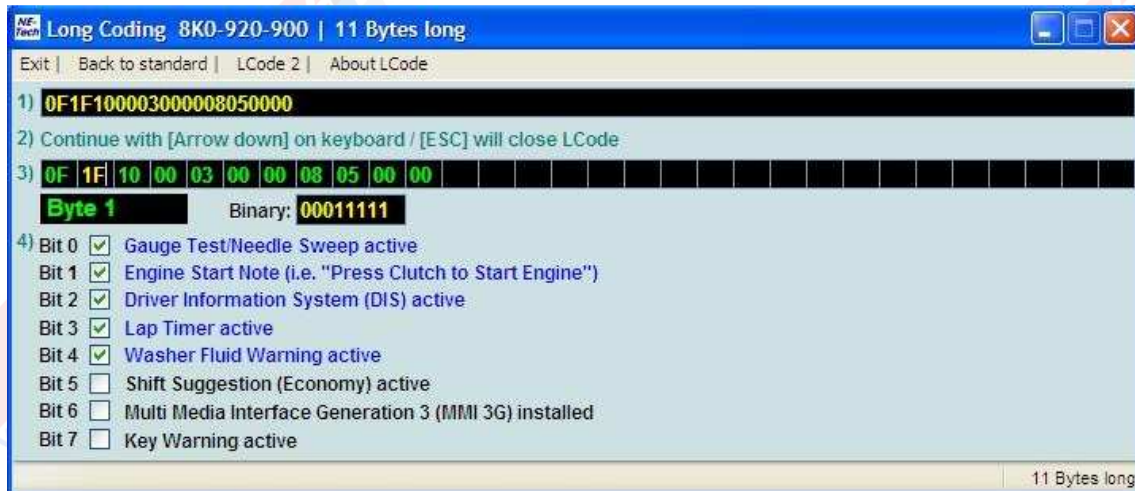 NE-Tech Long Coding 8K0-920-900 | 11 Bytes long
Exit | Back to standard | LCode 2 | About LCode
1) 0F1F100003000008050000
2) Continue with [Arrow down] on keyboard / [ESC] will close LCode
3) 0F 1F 10 00 03 00 00 08 05 00 00
Byte 1 Binary: 00011111
4) Bit 0 Gauge Test/Needle Sweep active
Bit 1 Engine Start Note (i.e. "Press Clutch to Start Engine")
Bit 2 Driver Information System (DIS) active
Bit 3 Lap Timer active
Bit 4 Washer Fluid Warning active
Bit 5 Shift Suggestion (Economy) active
Bit 6 Multi Media Interface Generation 3 (MMI 3G) installed
Bit 7 Key Warning active
11 Bytes long